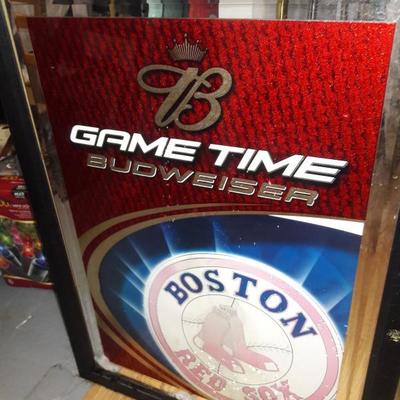 B
GAME TIME
BUDWEISER
BOSTON
RED SOX